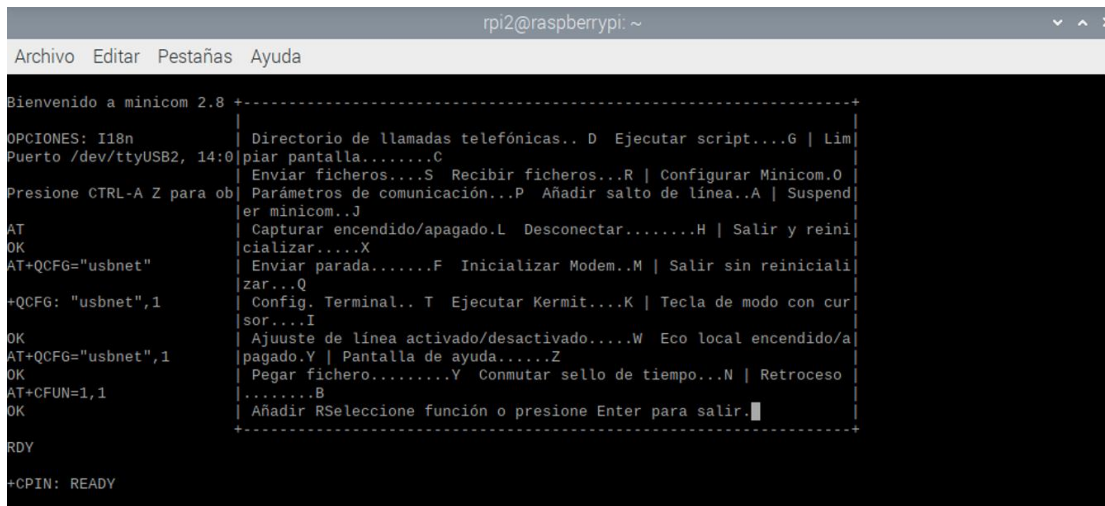 rpi2@raspberrypi: ~
Archivo Editar Pestañas Ayuda
Bienvenido a minicom 2.8 +-------------------------------------------------------------------+
| |
OPCIONES: I18n | Directorio de llamadas telefónicas.. D Ejecutar script....G | Lim|
Puerto /dev/ttyUSB2, 14:0|piar pantalla........C |
| Enviar ficheros....S Recibir ficheros...R | Configurar Minicom.O |
Presione CTRL-A Z para ob| Parámetros de comunicación...P Añadir salto de línea..A | Suspend|
|er minicom..J |
AT | Capturar encendido/apagado.L Desconectar........H | Salir y reini|
OK |cializar.....X |
AT+QCFG="usbnet" | Enviar parada.......F Inicializar Modem..M | Salir sin reiniciali|
|zar...Q |
+QCFG: "usbnet",1 | Config. Terminal.. T Ejecutar Kermit....K | Tecla de modo con cur|
|sor....I |
OK | Ajuuste de línea activado/desactivado.....W Eco local encendido/a|
AT+QCFG="usbnet",1 |pagado.Y | Pantalla de ayuda......Z |
OK | Pegar fichero.........Y Conmutar sello de tiempo...N | Retroceso |
AT+CFUN=1,1 |........B |
OK | Añadir RSeleccione función o presione Enter para salir. |
+-------------------------------------------------------------------+
RDY
+CPIN: READY